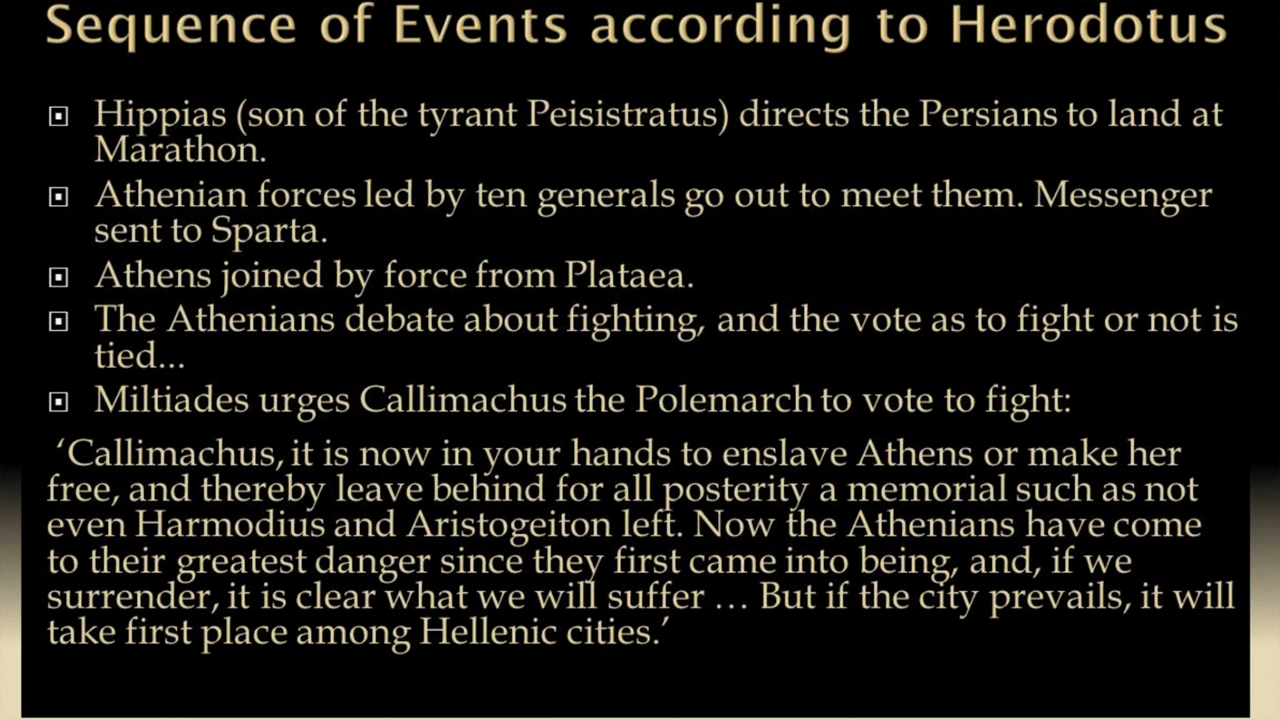 Sequence of Events according to Herodotus
Hippias (son of the tyrant Peisistratus) directs the Persians to land at
Marathon.
Athenian forces led by ten generals go out to meet them. Messenger
sent to Sparta.
Athens joined by force from Plataea.
The Athenians debate about fighting, and the vote as to fight or not is
tied...
Miltiades urges Callimachus the Polemarch to vote to fight:
‘Callimachus, it is now in your hands to enslave Athens or make her
free, and thereby leave behind for all posterity a memorial such as not
even Harmodius and Aristogeiton left. Now the Athenians have come
to their greatest danger since they first came into being, and, if we
surrender, it is clear what we will suffer … But if the city prevails, it will
take first place among Hellenic cities.’